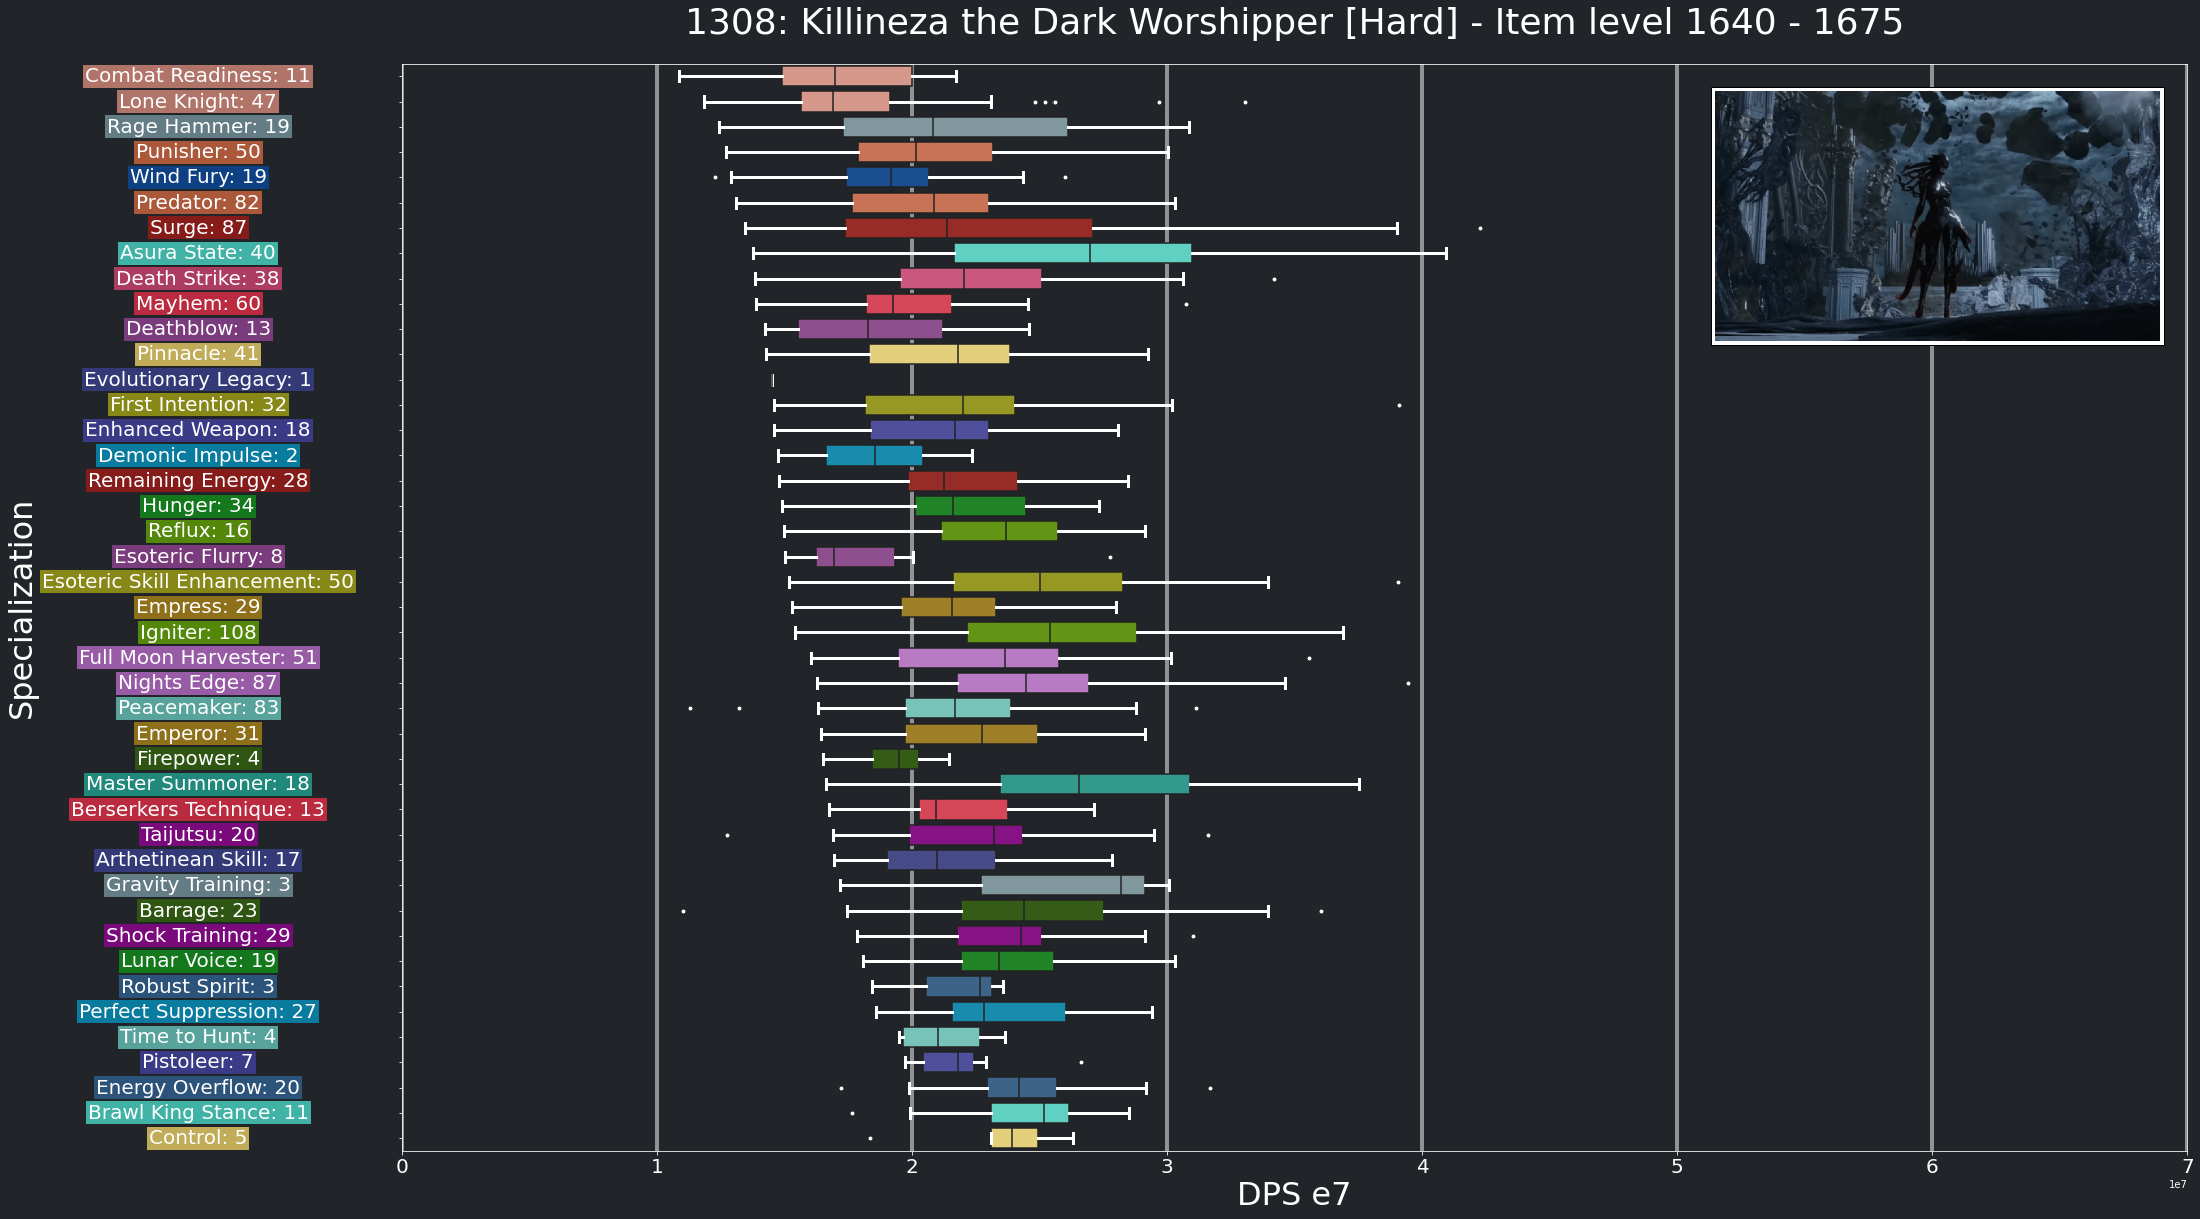 1308: Killineza the Dark Worshipper [Hard] - Item level 1640 - 1675
Combat Readiness: 11
Lone Knight: 47
Rage Hammer: 19
Punisher: 50
Wind Fury: 19
Predator: 82
Surge: 87
Asura State: 40
Death Strike: 38
Mayhem: 60
Deathblow: 13
Pinnacle: 41
Evolutionary Legacy: 1
First Intention: 32
Enhanced Weapon: 18
Demonic Impulse: 2
Remaining Energy: 28
Hunger: 34
Reflux: 16
Esoteric Flurry: 8
Esoteric Skill Enhancement: 50
Empress: 29
Igniter: 108
Full Moon Harvester: 51
Nights Edge: 87
Peacemaker: 83
Emperor: 31
Firepower: 4
Master Summoner: 18
Berserkers Technique: 13
Taijutsu: 20
Arthetinean Skill: 17
Gravity Training: 3
Barrage: 23
Shock Training: 29
Lunar Voice: 19
Robust Spirit: 3
Perfect Suppression: 27
Time to Hunt: 4
Pistoleer: 7
Energy Overflow: 20
Brawl King Stance: 11
Control: 5
Specialization
0 1 2 3 4 5 6 7
1e7
DPS e7